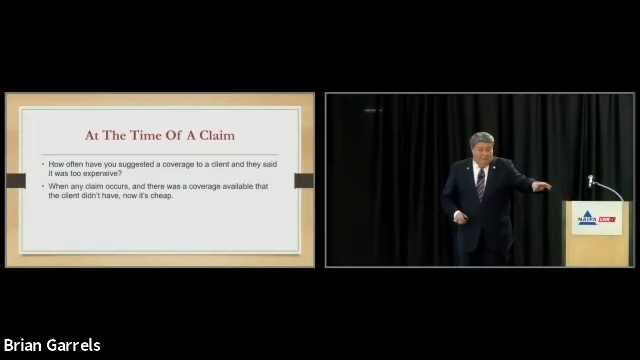 At The Time Of A Claim
• How often have you suggested a coverage to a client and they said
it was too expensive?
• When any claim occurs, and there was a coverage available that
the client didn't have, now it's cheap.
NAIFA LIVE
Brian Garrels